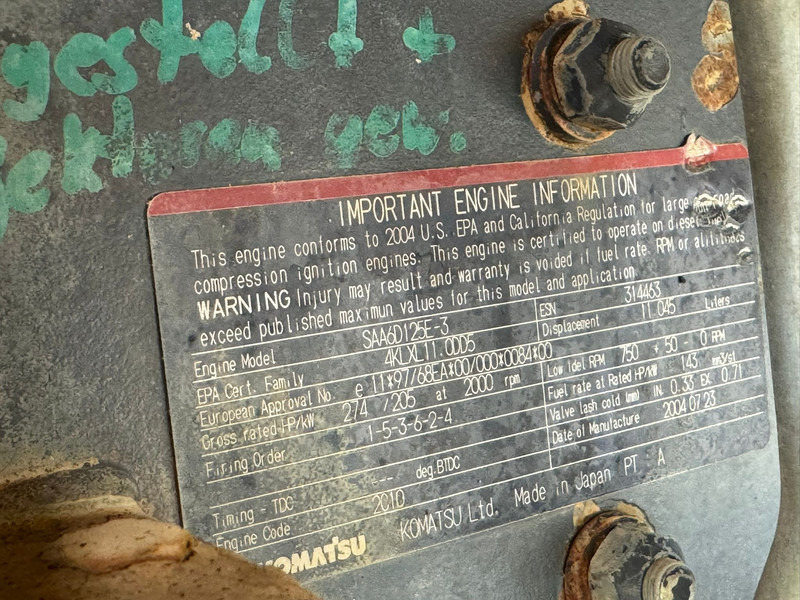 gestellt +
gekl
IMPORTANT ENGINE INFORMATION
This engine conforms to 2004 U.S. EPA and California Regulation for large
compression ignition engines. This engine is certified to operate on diesel
WARNING Injury may result and warranty is voided if fuel rate RPM or altitudes
exceed published maximun values for this model and application.
Engine Model SAA6D125E-3 ESN 314463
EPA Cert. Family 4KLXL11.0DD5 Displacement 11.045 Liters
European Approval No. e 11*97/68EA*00/000*0084*00 Low Idel RPM 750 + 50 - 0 RPM
Gross rated HP/kW 274 /205 at 2000 rpm Fuel rate at Rated HP/kW 143 mm3/st
Firing Order 1-5-3-6-2-4 Valve lash cold (mm) IN. 0.33 EX 0.71
Date of Manufacture 2004 07 23
Timing - TDC --- deg.BTDC
Engine Code 2C10
KOMATSU KOMATSU Ltd. Made in Japan PT : A